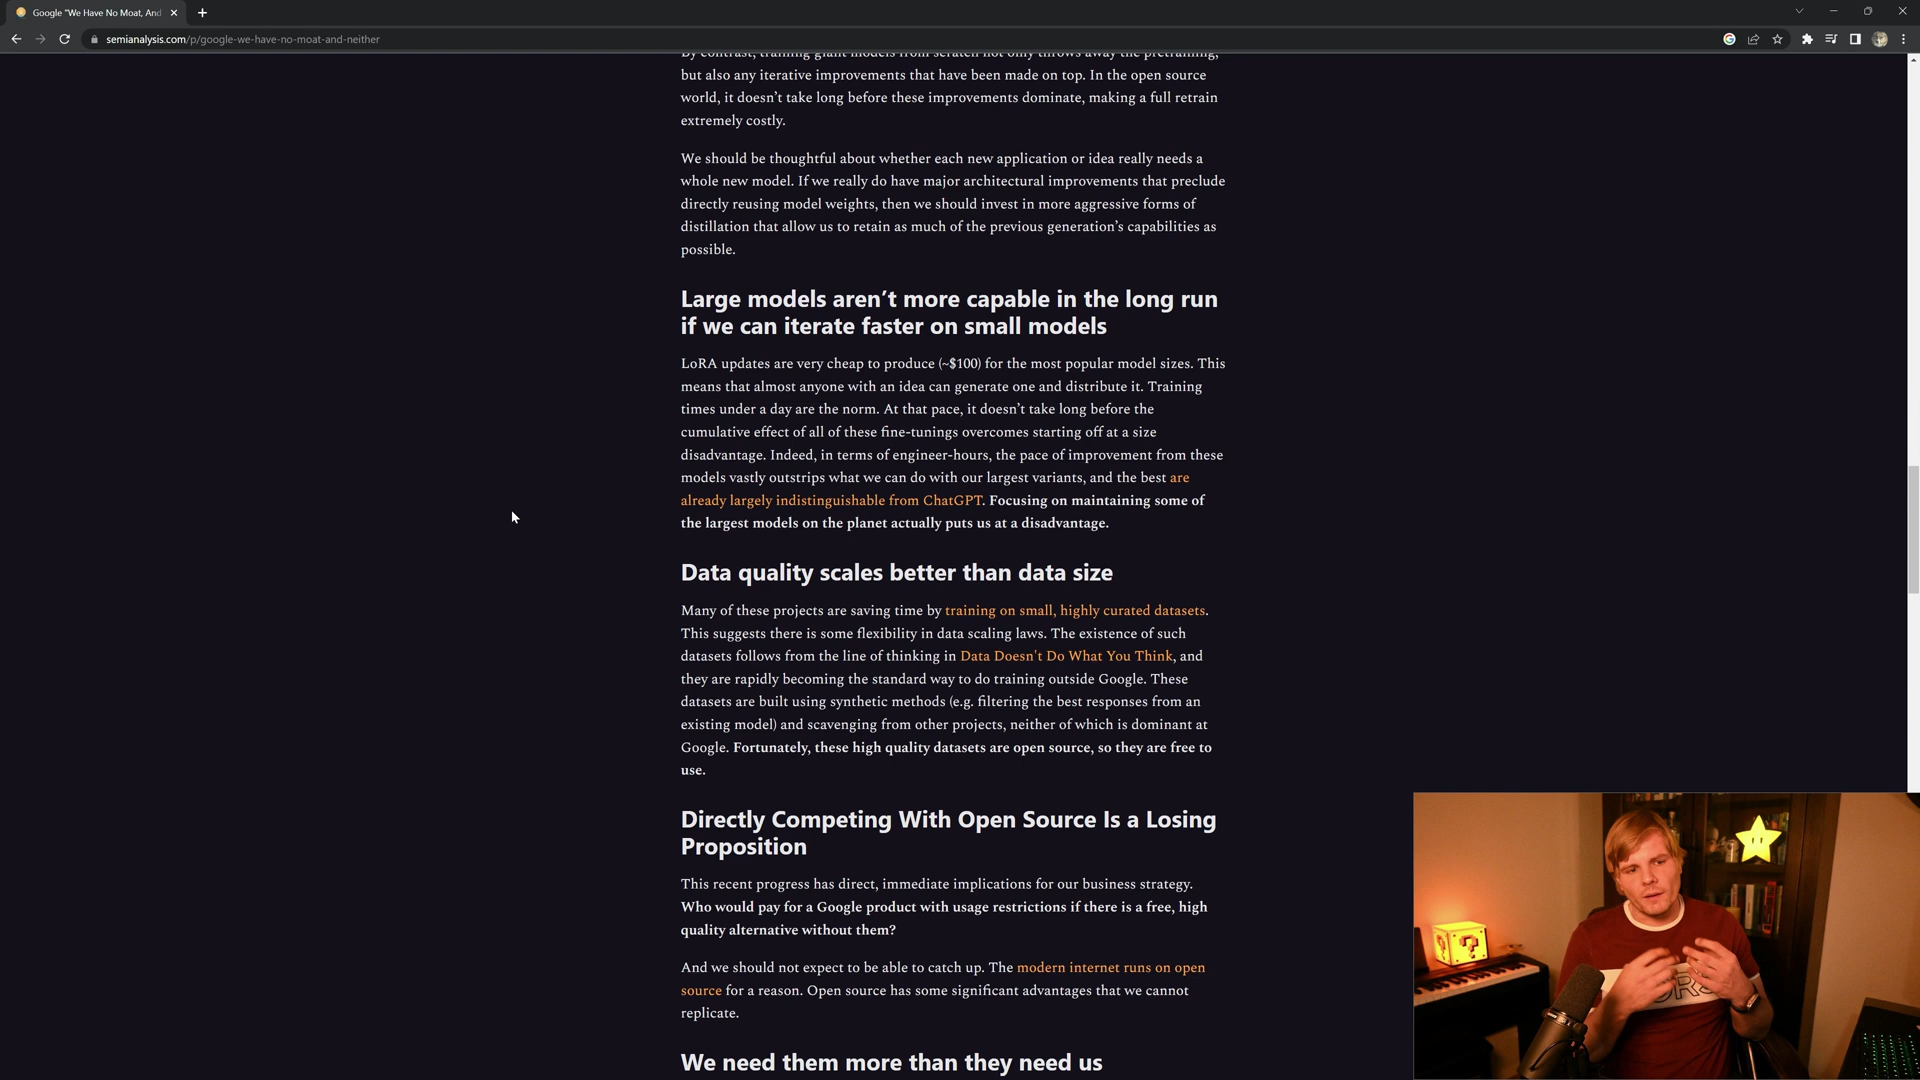 Google "We Have No Moat, And
semianalysis.com/p/google-we-have-no-moat-and-neither
By contrast, training giant models from scratch not only throws away the pretraining,
but also any iterative improvements that have been made on top. In the open source
world, it doesn’t take long before these improvements dominate, making a full retrain
extremely costly.
We should be thoughtful about whether each new application or idea really needs a
whole new model. If we really do have major architectural improvements that preclude
directly reusing model weights, then we should invest in more aggressive forms of
distillation that allow us to retain as much of the previous generation’s capabilities as
possible.
Large models aren’t more capable in the long run
if we can iterate faster on small models
LoRA updates are very cheap to produce (~$100) for the most popular model sizes. This
means that almost anyone with an idea can generate one and distribute it. Training
times under a day are the norm. At that pace, it doesn’t take long before the
cumulative effect of all of these fine-tunings overcomes starting off at a size
disadvantage. Indeed, in terms of engineer-hours, the pace of improvement from these
models vastly outstrips what we can do with our largest variants, and the best are
already largely indistinguishable from ChatGPT. Focusing on maintaining some of
the largest models on the planet actually puts us at a disadvantage.
Data quality scales better than data size
Many of these projects are saving time by training on small, highly curated datasets.
This suggests there is some flexibility in data scaling laws. The existence of such
datasets follows from the line of thinking in Data Doesn't Do What You Think, and
they are rapidly becoming the standard way to do training outside Google. These
datasets are built using synthetic methods (e.g. filtering the best responses from an
existing model) and scavenging from other projects, neither of which is dominant at
Google. Fortunately, these high quality datasets are open source, so they are free to
use.
Directly Competing With Open Source Is a Losing
Proposition
This recent progress has direct, immediate implications for our business strategy.
Who would pay for a Google product with usage restrictions if there is a free, high
quality alternative without them?
And we should not expect to be able to catch up. The modern internet runs on open
source for a reason. Open source has some significant advantages that we cannot
replicate.
We need them more than they need us